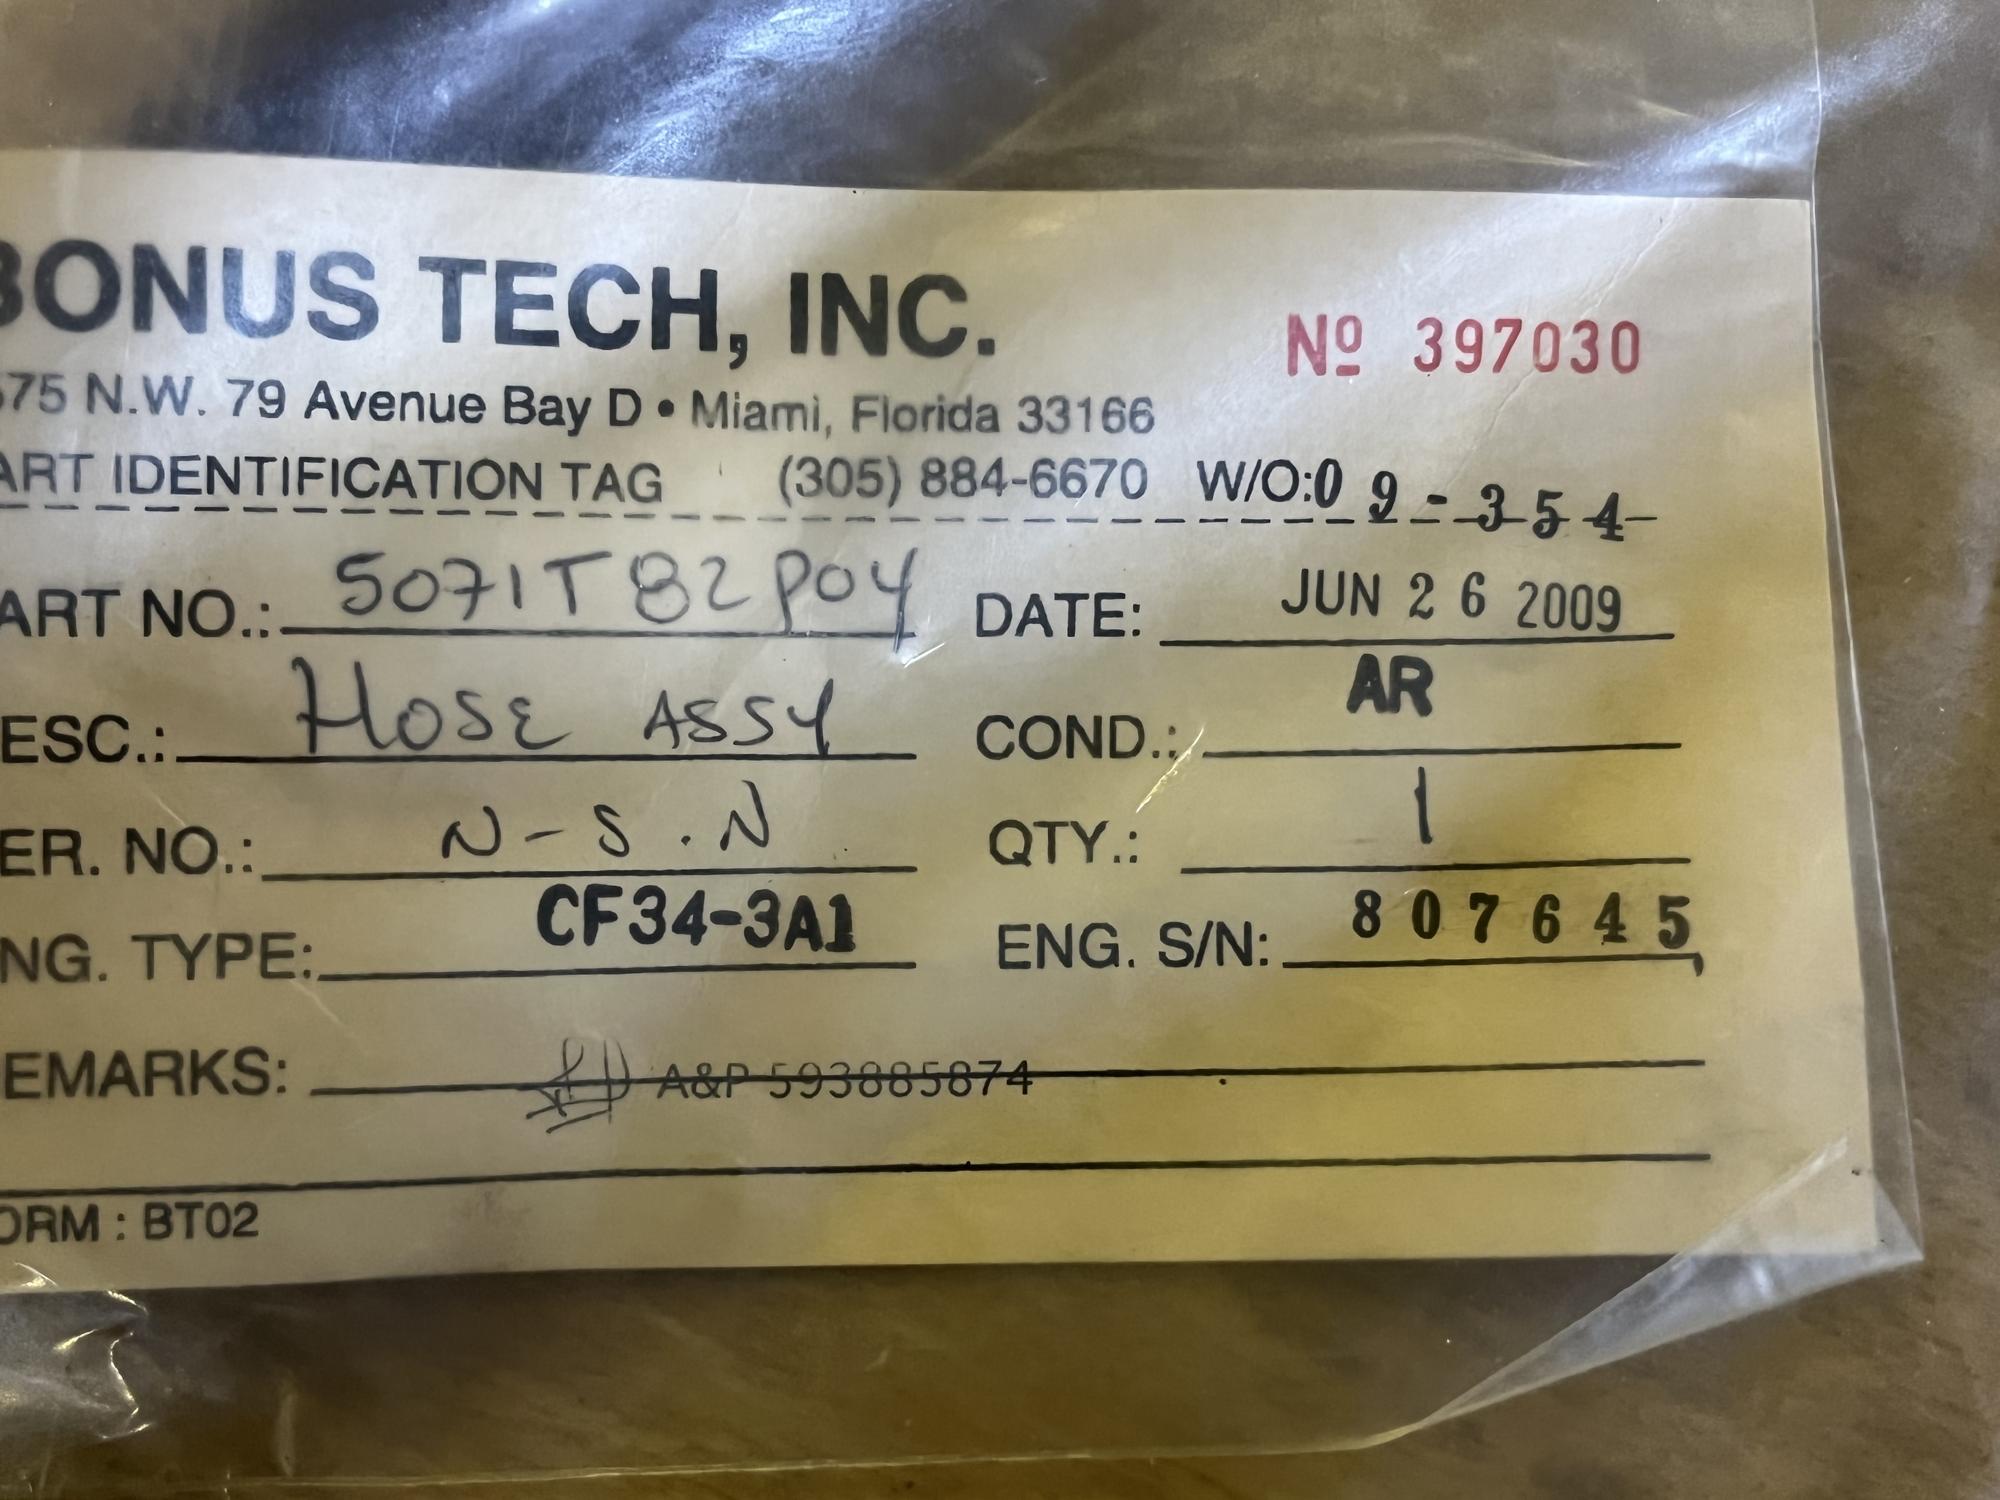 BONUS TECH, INC.
Nº 397030
575 N.W. 79 Avenue Bay D • Miami, Florida 33166
ART IDENTIFICATION TAG (305) 884-6670 W/O:09-354
ART NO.: 5071T82P04 DATE: JUN 26 2009
ESC.: HOSE ASSY COND.: AR
ER. NO.: N-S.N QTY.: 1
NG. TYPE: CF34-3A1 ENG. S/N: 807645
EMARKS: A&P 593885874
ORM : BT02